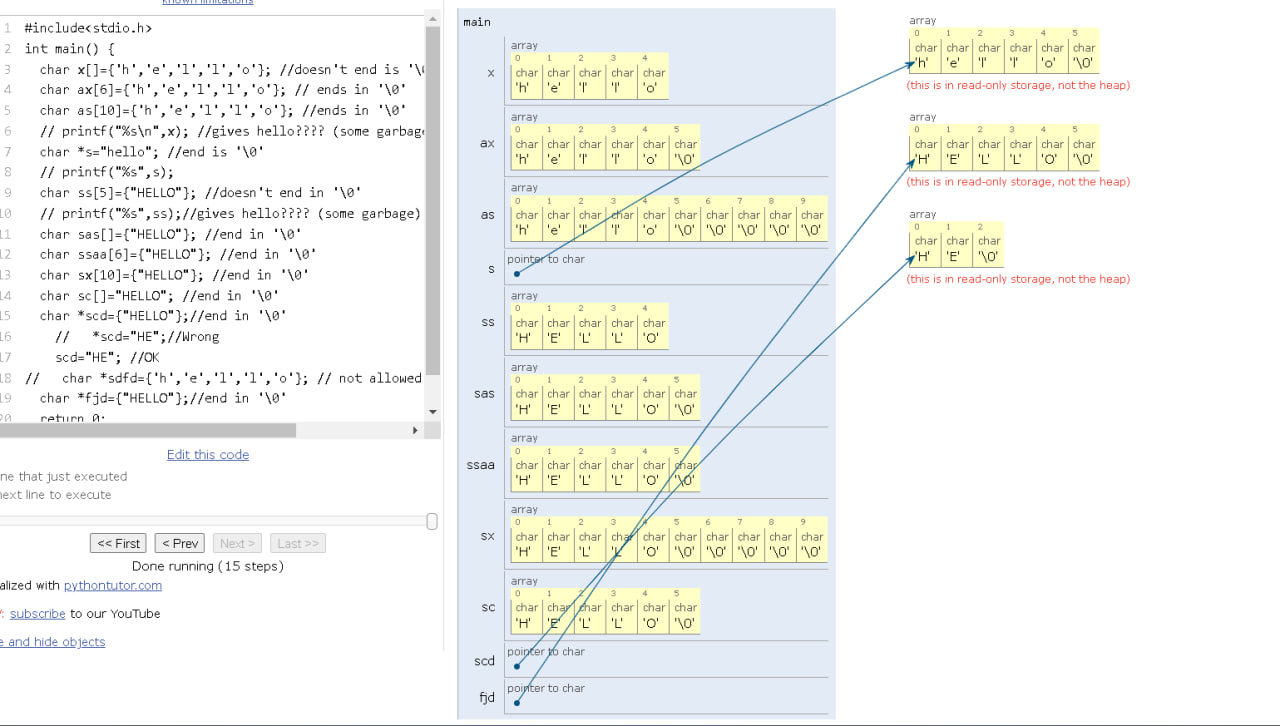 known limitations
1 #include<stdio.h>
2 int main() {
3 char x[]={'h','e','l','l','o'}; //doesn't end is '\0
4 char ax[6]={'h','e','l','l','o'}; // ends in '\0'
5 char as[10]={'h','e','l','l','o'}; //ends in '\0'
6 // printf("%s\n",x); //gives hello???? (some garbage
7 char *s="hello"; //end is '\0'
8 // printf("%s",s);
9 char ss[5]={"HELLO"}; //doesn't end in '\0'
10 // printf("%s",ss);//gives hello???? (some garbage)
11 char sas[]={"HELLO"}; //end in '\0'
12 char ssaa[6]={"HELLO"}; //end in '\0'
13 char sx[10]={"HELLO"}; //end in '\0'
14 char sc[]="HELLO"; //end in '\0'
15 char *scd={"HELLO"};//end in '\0'
16 // *scd="HE";//Wrong
17 scd="HE"; //OK
18 // char *sdfd={'h','e','l','l','o'}; // not allowed
19 char *fjd={"HELLO"};//end in '\0'
20 return 0;
Edit this code
ne that just executed
next line to execute
<< First < Prev Next > Last >>
Done running (15 steps)
alized with pythontutor.com
: subscribe to our YouTube
e and hide objects
main
array
0 1 2 3 4
x char char char char char
'h' 'e' 'l' 'l' 'o'
array
0 1 2 3 4 5
ax char char char char char char
'h' 'e' 'l' 'l' 'o' '\0'
array
0 1 2 3 4 5 6 7 8 9
as char char char char char char char char char char
'h' 'e' 'l' 'l' 'o' '\0' '\0' '\0' '\0' '\0'
s pointer to char
array
0 1 2 3 4
ss char char char char char
'H' 'E' 'L' 'L' 'O'
array
0 1 2 3 4 5
sas char char char char char char
'H' 'E' 'L' 'L' 'O' '\0'
array
0 1 2 3 4 5
ssaa char char char char char char
'H' 'E' 'L' 'L' 'O' '\0'
array
0 1 2 3 4 5 6 7 8 9
sx char char char char char char char char char char
'H' 'E' 'L' 'L' 'O' '\0' '\0' '\0' '\0' '\0'
array
0 1 2 3 4 5
sc char char char char char char
'H' 'E' 'L' 'L' 'O' '\0'
scd pointer to char
fjd pointer to char
array
0 1 2 3 4 5
char char char char char char
'h' 'e' 'l' 'l' 'o' '\0'
(this is in read-only storage, not the heap)
array
0 1 2 3 4 5
char char char char char char
'H' 'E' 'L' 'L' 'O' '\0'
(this is in read-only storage, not the heap)
array
0 1 2
char char char
'H' 'E' '\0'
(this is in read-only storage, not the heap)